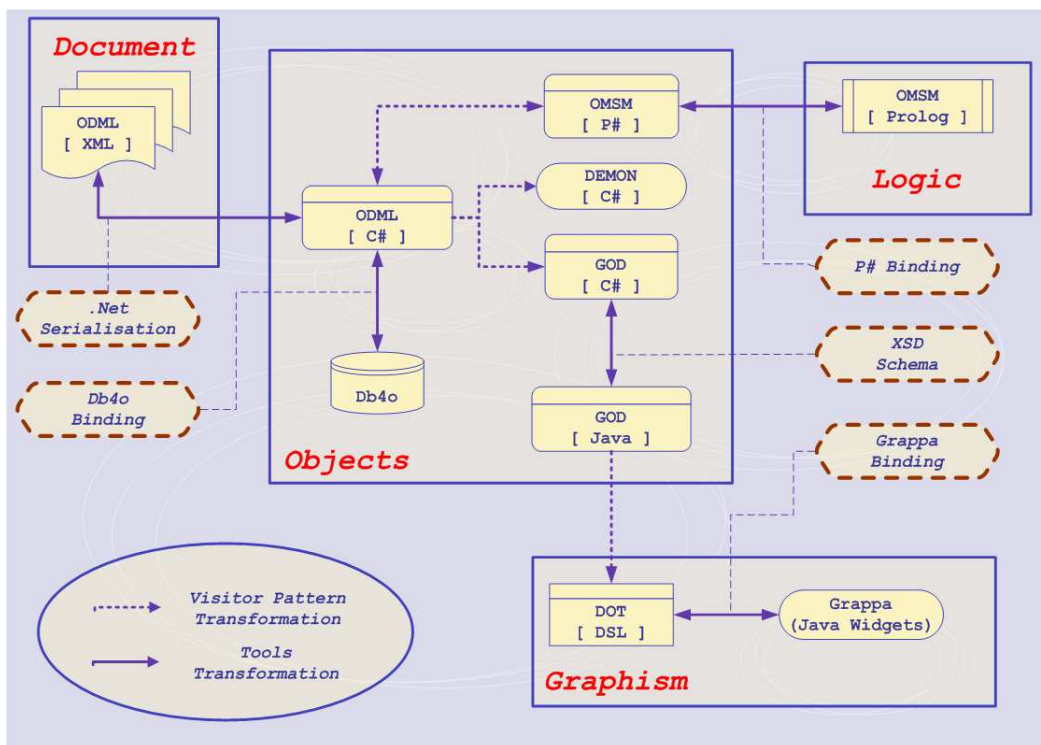 Document
ODML
[ XML ]
OMSM
[ P# ]
OMSM
[ Prolog ]
Logic
DEMON
[ C# ]
ODML
[ C# ]
GOD
[ C# ]
P# Binding
.Net
Serialisation
XSD
Schema
Db4o
Db4o
Binding
GOD
[ Java ]
Grappa
Binding
Objects
Visitor Pattern
Transformation
DOT
[ DSL ]
Grappa
(Java Widgets)
Tools
Transformation
Graphism